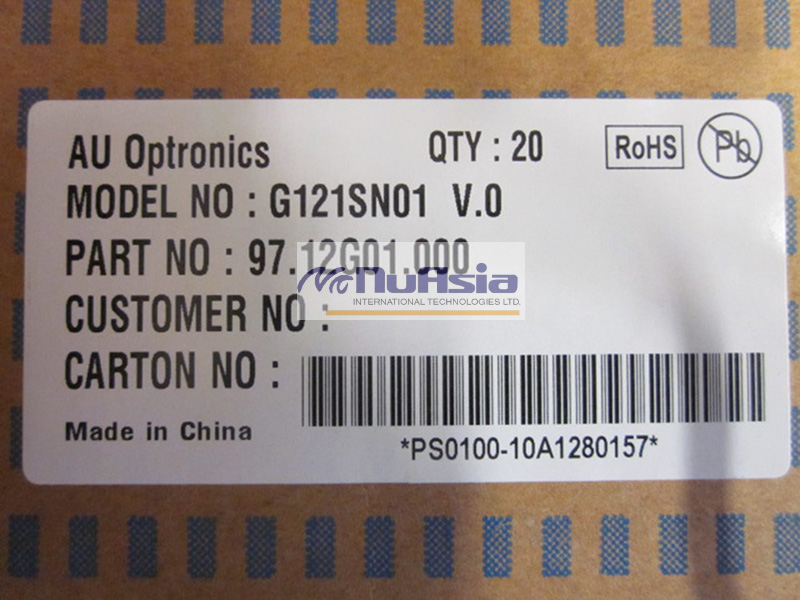 AU Optronics QTY : 20 RoHS Pb
MODEL NO : G121SN01 V.0
PART NO : 97.12G01.000
NuAsia
INTERNATIONAL TECHNOLOGIES LTD.
CUSTOMER NO :
CARTON NO :
Made in China
*PS0100-10A1280157*